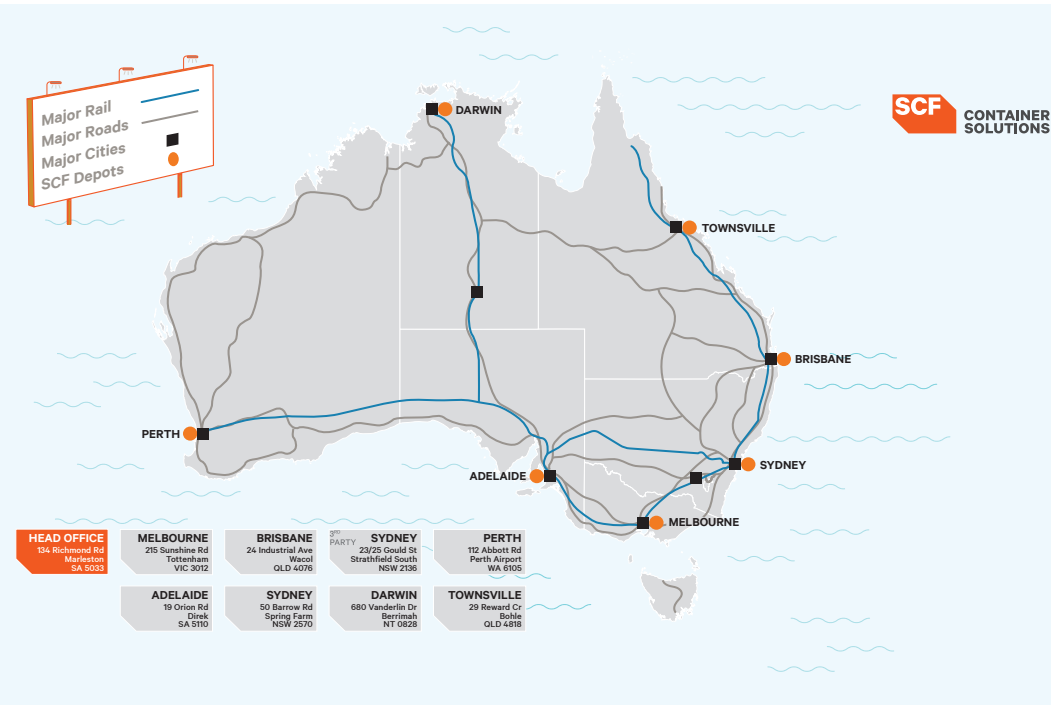 Major Rail
Major Roads
Major Cities
SCF Depots
SCF
CONTAINER
SOLUTIONS
DARWIN
TOWNSVILLE
BRISBANE
PERTH
SYDNEY
ADELAIDE
MELBOURNE
HEAD OFFICE
134 Richmond Rd
Marleston
SA 5033
MELBOURNE
215 Sunshine Rd
Tottenham
VIC 3012
BRISBANE
24 Industrial Ave
Wacol
QLD 4076
3RD
PARTY
SYDNEY
23/25 Gould St
Strathfield South
NSW 2136
PERTH
112 Abbott Rd
Perth Airport
WA 6105
ADELAIDE
19 Orion Rd
Direk
SA 5110
SYDNEY
50 Barrow Rd
Spring Farm
NSW 2570
DARWIN
680 Vanderlin Dr
Berrimah
NT 0828
TOWNSVILLE
29 Reward Cr
Bohle
QLD 4818